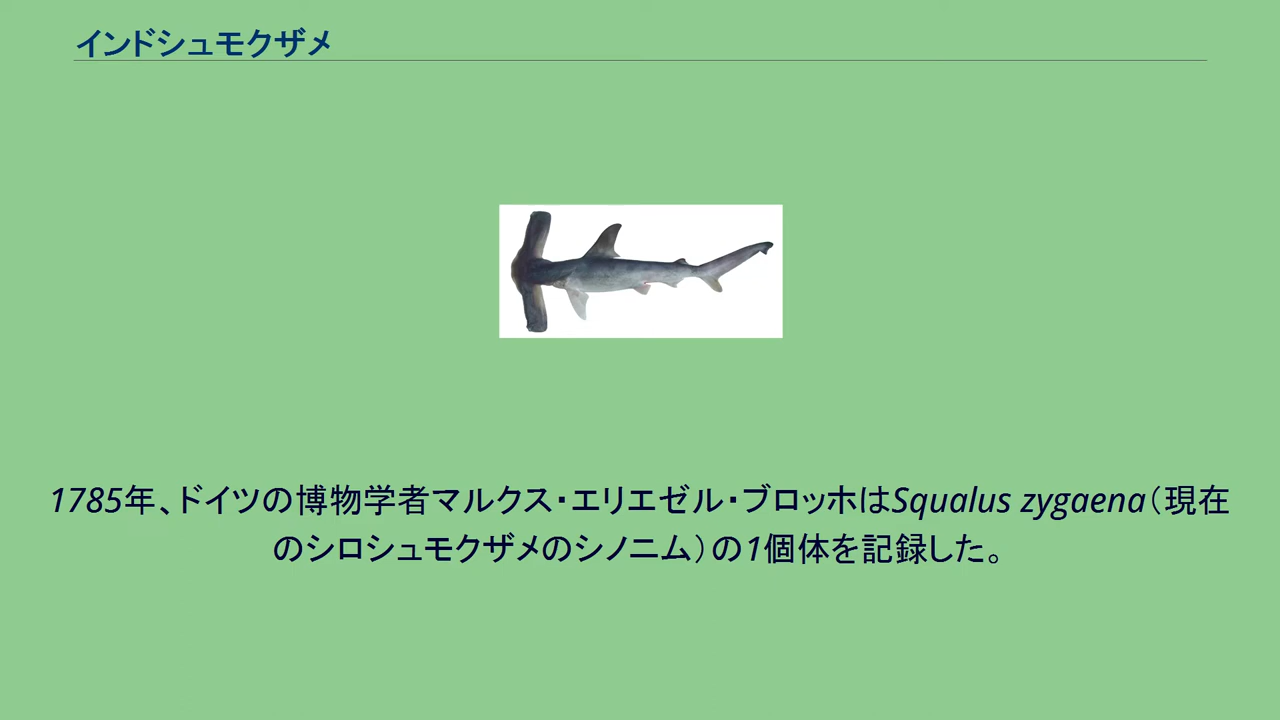 インドシュモクザメ
1785年、ドイツの博物学者マルクス・エリエゼル・ブロッホはSqualus zygaena（現在
のシロシュモクザメのシノニム）の1個体を記録した。